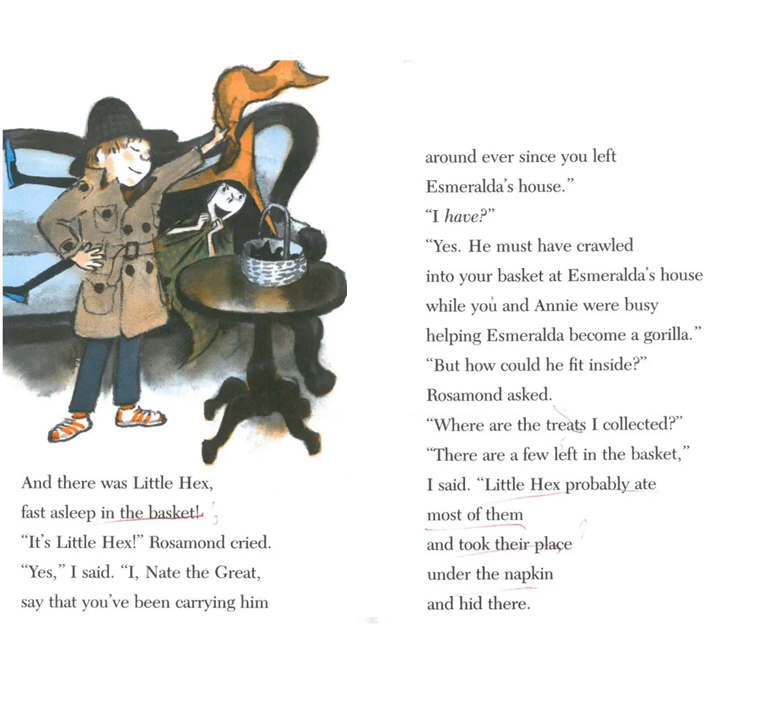 And there was Little Hex,
fast asleep in the basket!
“It’s Little Hex!” Rosamond cried.
“Yes,” I said. “I, Nate the Great,
say that you’ve been carrying him
around ever since you left
Esmeralda’s house.”
“I have?”
“Yes. He must have crawled
into your basket at Esmeralda’s house
while you and Annie were busy
helping Esmeralda become a gorilla.”
“But how could he fit inside?”
Rosamond asked.
“Where are the treats I collected?”
“There are a few left in the basket,”
I said. “Little Hex probably ate
most of them
and took their place
under the napkin
and hid there.